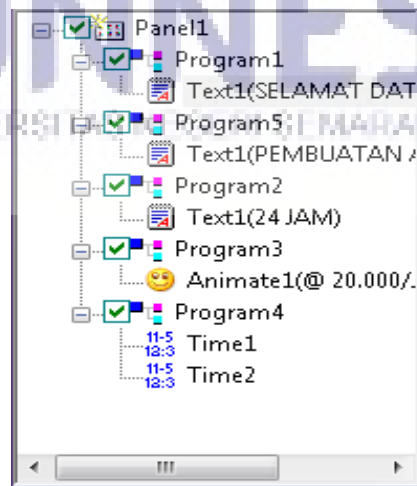 Panel1
Program1
Text1(SELAMAT DAT
Program5
Text1(PEMBUATAN A
Program2
Text1(24 JAM)
Program3
Animate1(@ 20.000/
Program4
11-5
12:3 Time1
11-5
12:3 Time2